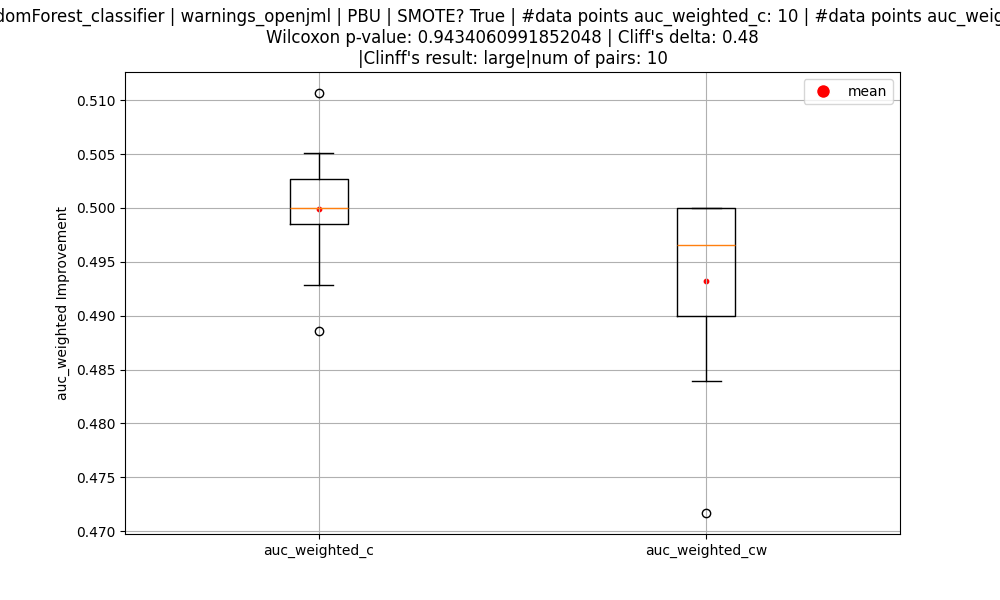 domForest_classifier | warnings_openjml | PBU | SMOTE? True | #data points auc_weighted_c: 10 | #data points auc_weig
Wilcoxon p-value: 0.9434060991852048 | Cliff's delta: 0.48
|Clinff's result: large|num of pairs: 10
mean
0.510
0.505
0.500
0.495
0.490
0.485
0.480
0.475
0.470
auc_weighted Improvement
auc_weighted_c
auc_weighted_cw